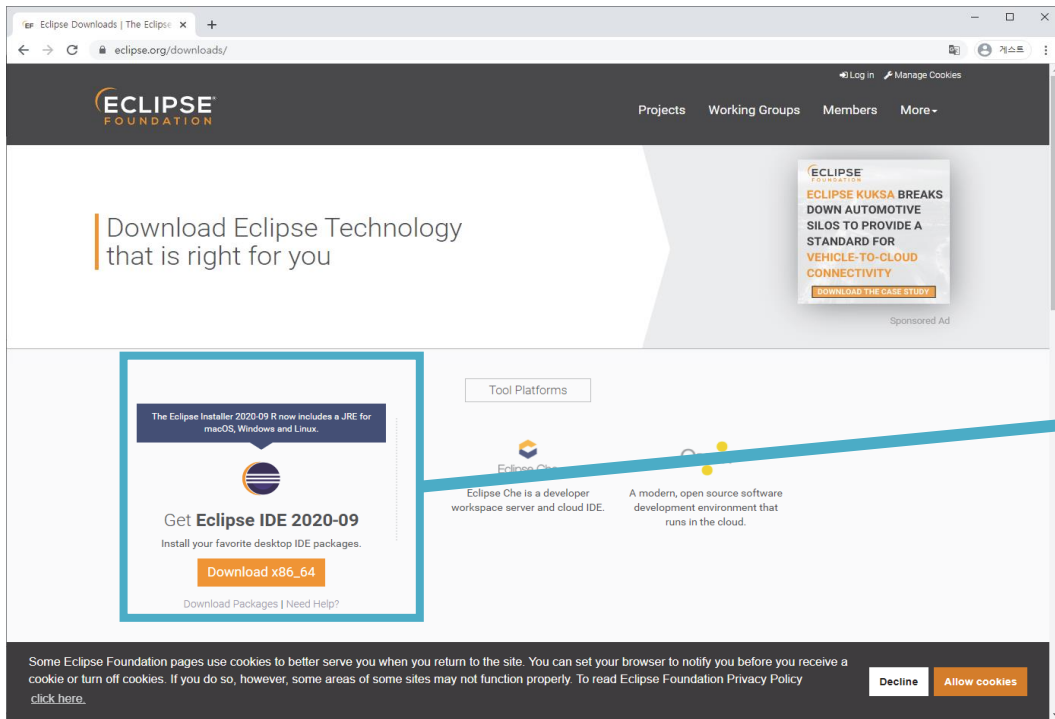 Eclipse Downloads | The Eclipse
eclipse.org/downloads/
게스트
Log in Manage Cookies
ECLIPSE
FOUNDATION
Projects Working Groups Members More
Download Eclipse Technology
that is right for you
ECLIPSE
FOUNDATION
ECLIPSE KUKSA BREAKS
DOWN AUTOMOTIVE
SILOS TO PROVIDE A
STANDARD FOR
VEHICLE-TO-CLOUD
CONNECTIVITY
DOWNLOAD THE CASE STUDY
Sponsored Ad
Tool Platforms
The Eclipse Installer 2020-09 R now includes a JRE for
macOS, Windows and Linux.
Get Eclipse IDE 2020-09
Install your favorite desktop IDE packages.
Download x86_64
Download Packages | Need Help?
Eclipse Che
Eclipse Che is a developer
workspace server and cloud IDE.
A modern, open source software
development environment that
runs in the cloud.
Some Eclipse Foundation pages use cookies to better serve you when you return to the site. You can set your browser to notify you before you receive a
cookie or turn off cookies. If you do so, however, some areas of some sites may not function properly. To read Eclipse Foundation Privacy Policy
click here.
Decline
Allow cookies